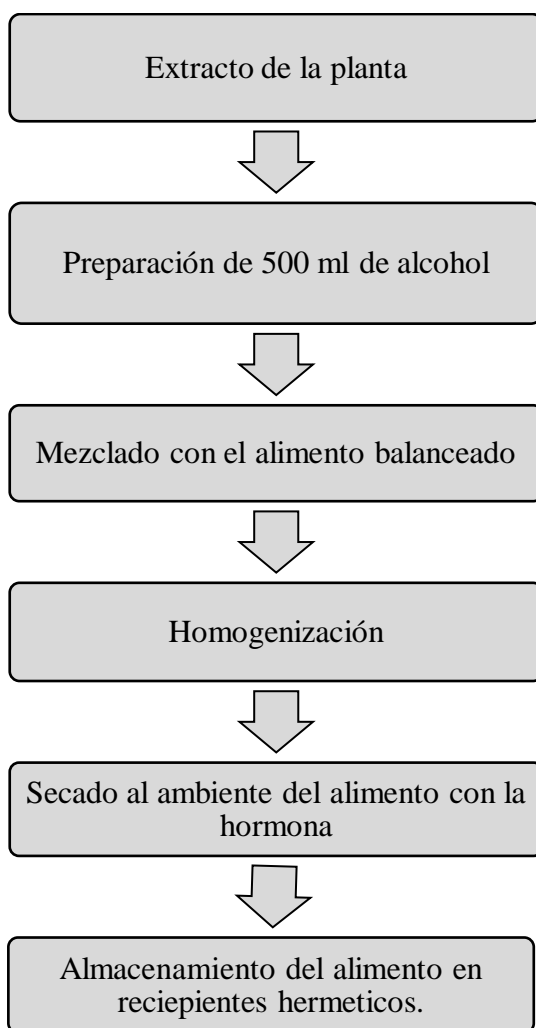 Extracto de la planta
Preparación de 500 ml de alcohol
Mezclado con el alimento balanceado
Homogenización
Secado al ambiente del alimento con la
hormona
Almacenamiento del alimento en
reciepientes hermeticos.